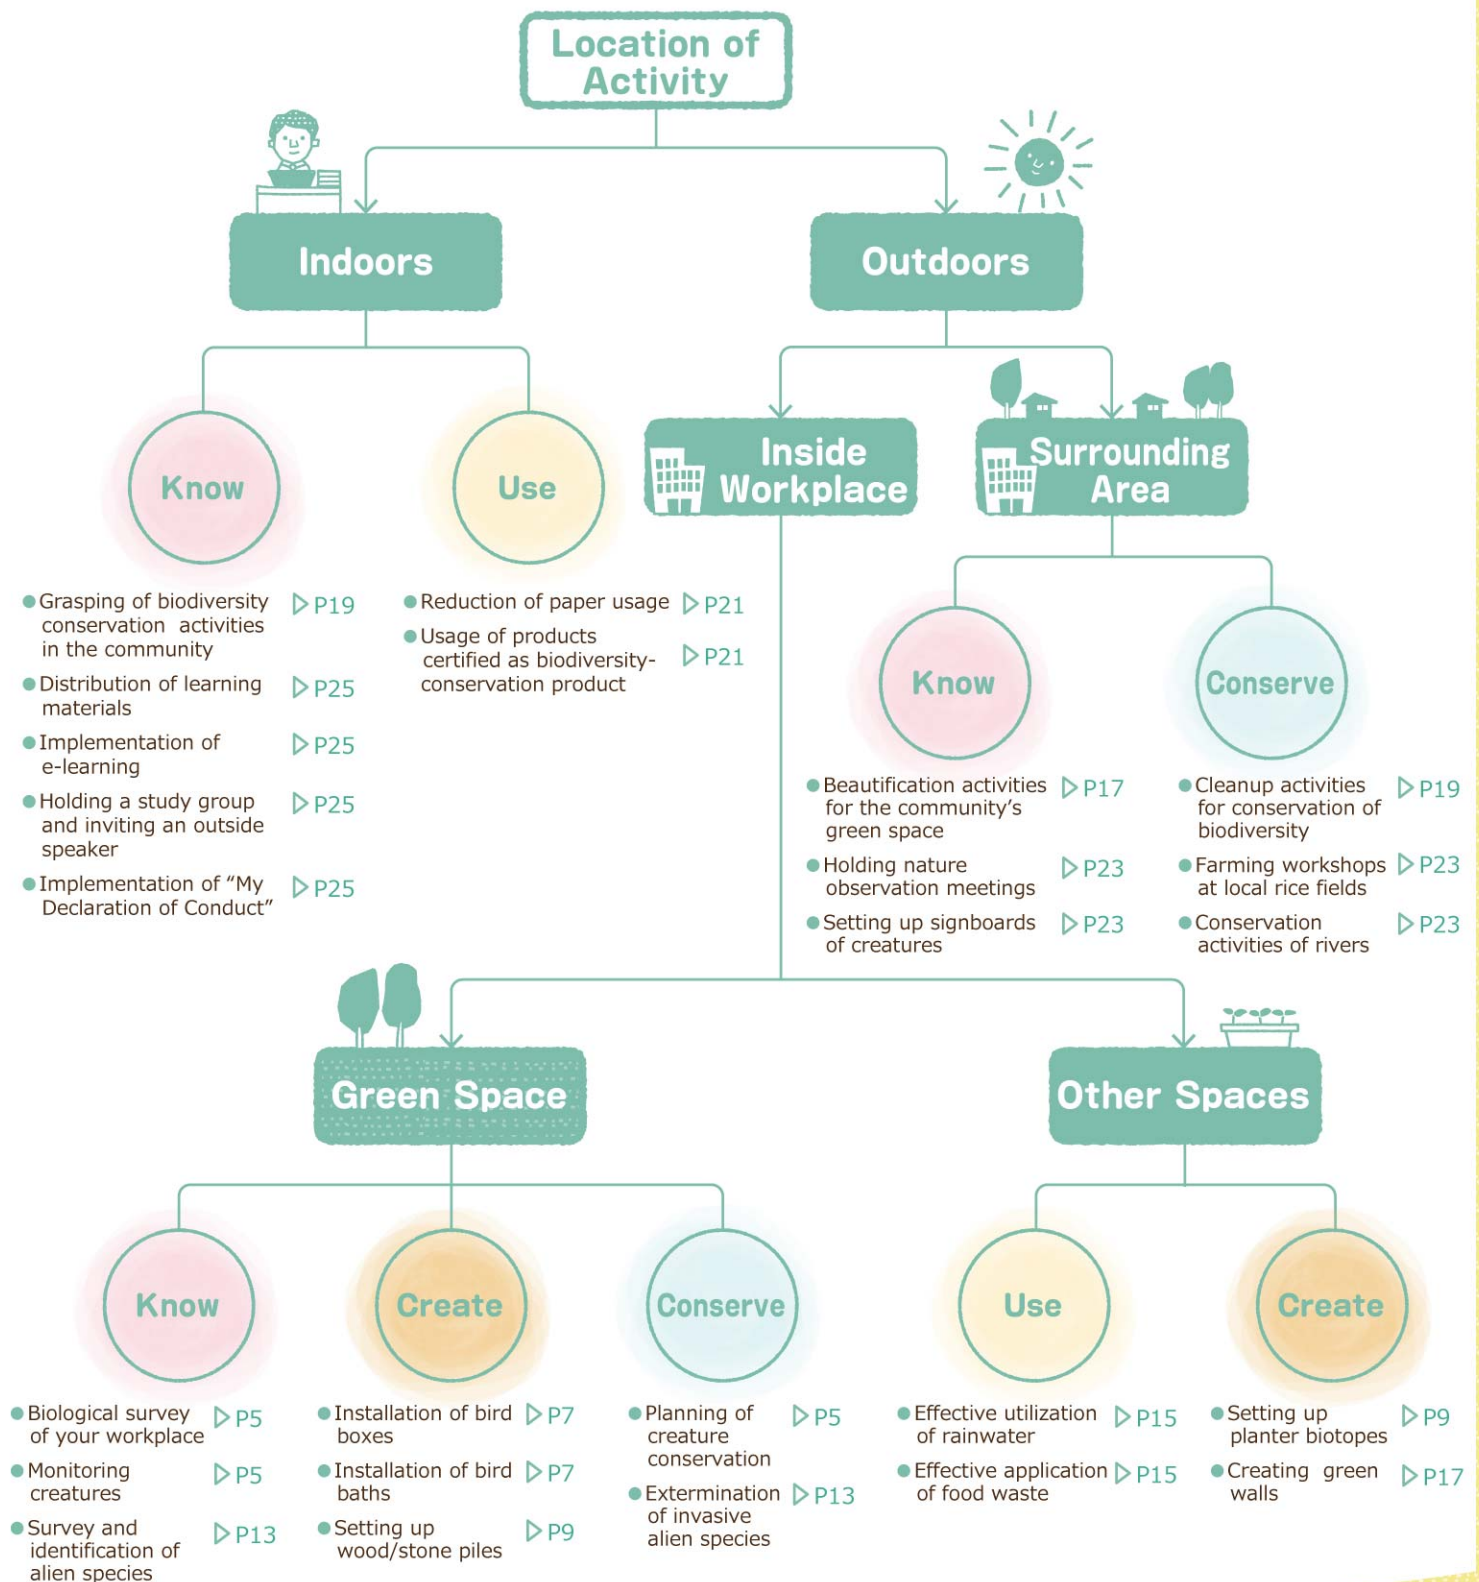 Location of
Activity
Indoors
Outdoors
Inside
Workplace
Surrounding
Area
Know
Use
● Grasping of biodiversity ▷ P19
conservation activities
in the community
● Distribution of learning ▷ P25
materials
● Implementation of ▷ P25
e-learning
● Holding a study group ▷ P25
and inviting an outside
speaker
● Implementation of “My ▷ P25
Declaration of Conduct”
● Reduction of paper usage ▷ P21
● Usage of products
certified as biodiversity- ▷ P21
conservation product
Know
Conserve
● Beautification activities ▷ P17
for the community’s
green space
● Holding nature ▷ P23
observation meetings
● Setting up signboards ▷ P23
of creatures
● Cleanup activities ▷ P19
for conservation of
biodiversity
● Farming workshops ▷ P23
at local rice fields
● Conservation ▷ P23
activities of rivers
Green Space
Other Spaces
Know
Create
Conserve
Use
Create
● Biological survey ▷ P5
of your workplace
● Monitoring ▷ P5
creatures
● Survey and ▷ P13
identification of
alien species
● Installation of bird ▷ P7
boxes
● Installation of bird ▷ P7
baths
● Setting up ▷ P9
wood/stone piles
● Planning of ▷ P5
creature
conservation
● Extermination ▷ P13
of invasive
alien species
● Effective utilization ▷ P15
of rainwater
● Effective application ▷ P15
of food waste
● Setting up ▷ P9
planter biotopes
● Creating green ▷ P17
walls